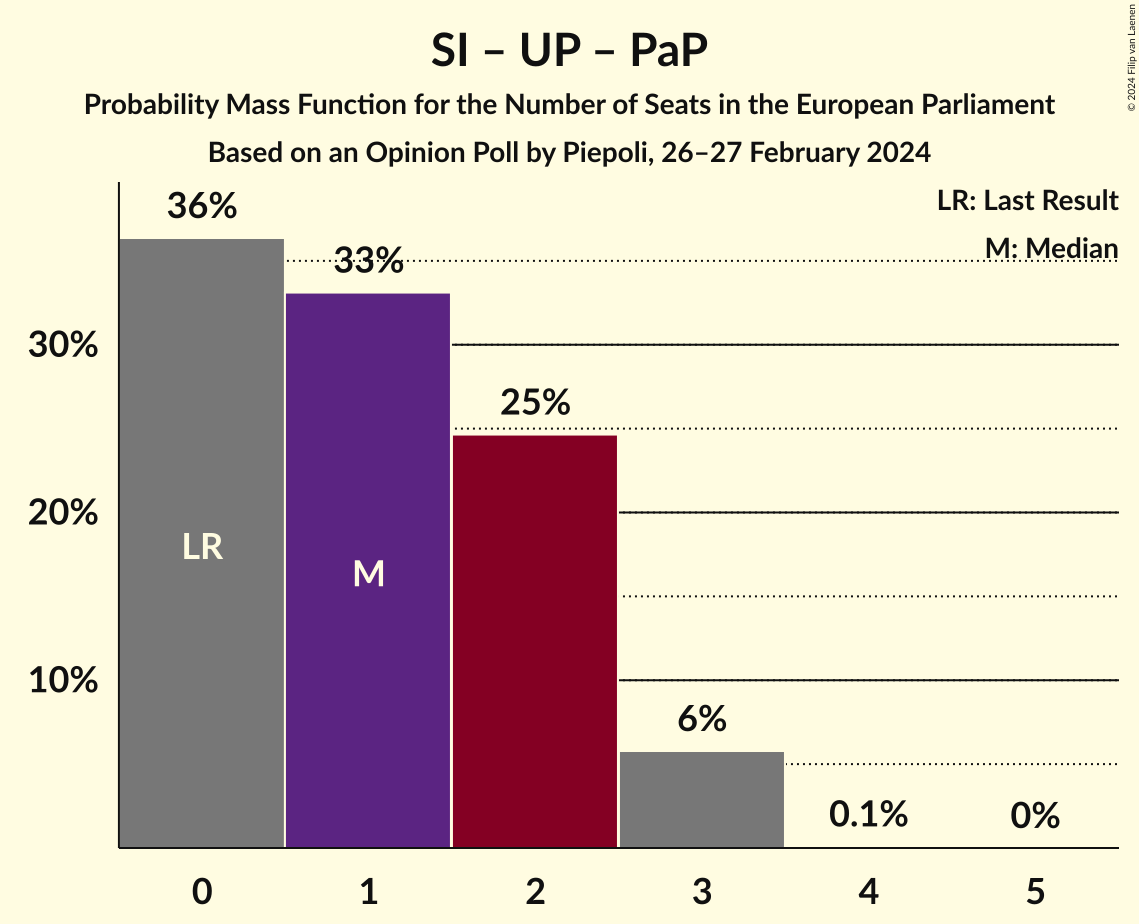 SI – UP – PaP
Probability Mass Function for the Number of Seats in the European Parliament
Based on an Opinion Poll by Piepoli, 26–27 February 2024
© 2024 Filip van Laenen
LR: Last Result
M: Median
36%
33%
30%
25%
20%
LR
M
10%
6%
0.1%
0%
0 1 2 3 4 5